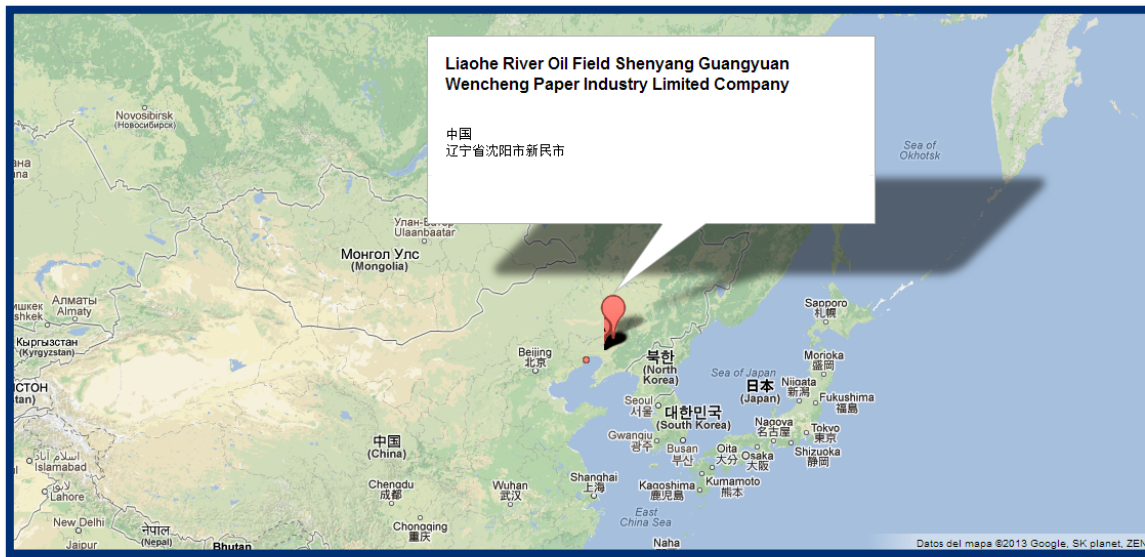 Liaohe River Oil Field Shenyang Guangyuan
Wencheng Paper Industry Limited Company
中国
辽宁省沈阳市新民市
Novosibirsk
(Новосибирск)
Sea of
Okhotsk
Улан-Батор
Ulaanbaatar
Монгол Улс
(Mongolia)
Алматы
Almaty
Кыргызстан
(Kyrgyzstan)
Sapporo
札幌
Beijing
北京
북한
(North
Korea)
Morioka
盛岡
Sea of Japan
日本
(Japan)
Niigata
新潟
Fukushima
福島
Seoul
서울
대한민국
(South Korea)
Nagoya
名古屋
Tokyo
東京
Gwangju
광주
Busan
부산
Oita
大分
Osaka
大阪
Shizuoka
静岡
中国
(China)
Kumamoto
熊本
Kagoshima
鹿児島
Shanghai
上海
Wuhan
武汉
Chengdu
成都
Chongqing
重庆
East
China Sea
Naha
Islamabad
Lahore
New Delhi
Jaipur
नेपाल
(Nepal)
Bhutan
Datos del mapa ©2013 Google, SK planet, ZEN